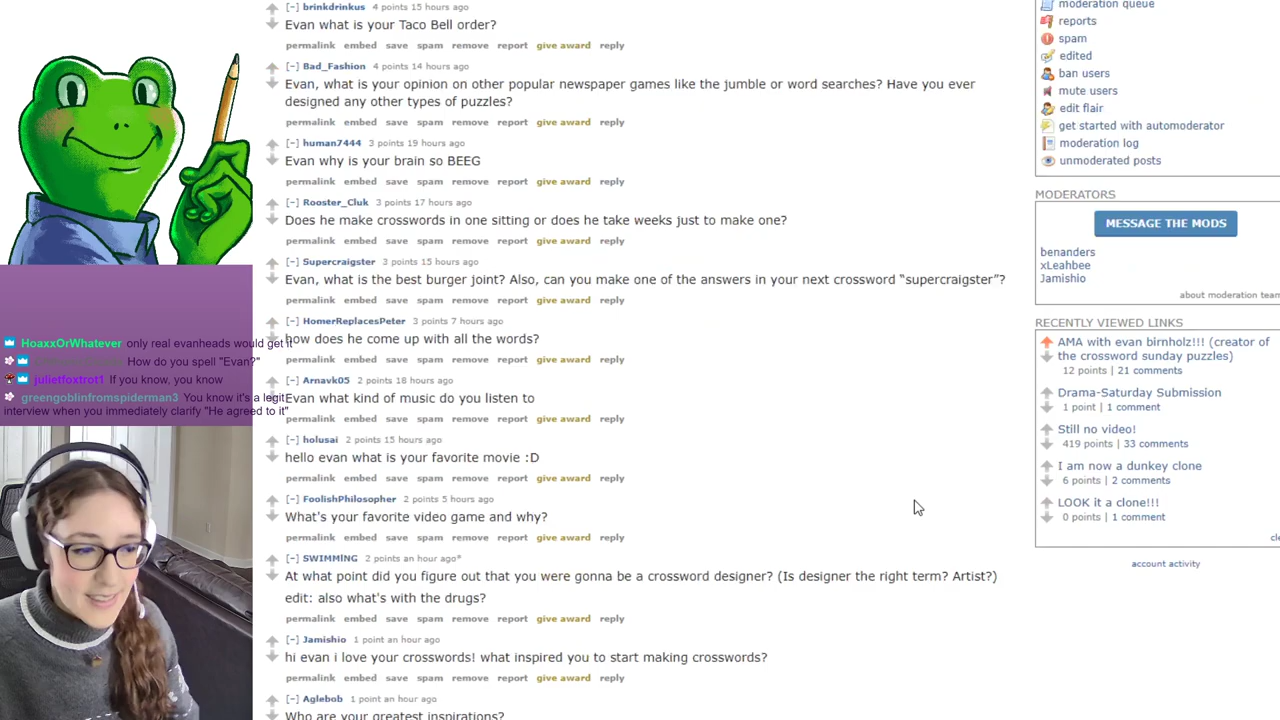 [-] brinkdrinkus 4 points 15 hours ago
Evan what is your Taco Bell order?
permalink embed save spam remove report give award reply
[-] Bad_Fashion 4 points 14 hours ago
Evan, what is your opinion on other popular newspaper games like the jumble or word searches? Have you ever
designed any other types of puzzles?
permalink embed save spam remove report give award reply
[-] human7444 3 points 19 hours ago
Evan why is your brain so BEEG
permalink embed save spam remove report give award reply
[-] Rooster_Cluk 3 points 17 hours ago
Does he make crosswords in one sitting or does he take weeks just to make one?
permalink embed save spam remove report give award reply
[-] Supercraigster 3 points 15 hours ago
Evan, what is the best burger joint? Also, can you make one of the answers in your next crossword “supercraigster”?
permalink embed save spam remove report give award reply
[-] HomerReplacesPeter 3 points 7 hours ago
how does he come up with all the words?
permalink embed save spam remove report give award reply
[-] Arnavk05 2 points 18 hours ago
Evan what kind of music do you listen to
permalink embed save spam remove report give award reply
[-] holusai 2 points 15 hours ago
hello evan what is your favorite movie :D
permalink embed save spam remove report give award reply
[-] FoolishPhilosopher 2 points 5 hours ago
What's your favorite video game and why?
permalink embed save spam remove report give award reply
[-] SWIMMING 2 points an hour ago*
At what point did you figure out that you were gonna be a crossword designer? (Is designer the right term? Artist?)
edit: also what's with the drugs?
permalink embed save spam remove report give award reply
[-] Jamishio 1 point an hour ago
hi evan i love your crosswords! what inspired you to start making crosswords?
permalink embed save spam remove report give award reply
[-] Aglebob 1 point an hour ago
Who are your greatest inspirations?
HoaxxOrWhatever only real evanheads would get it
How do you spell "Evan?"
julietfoxtrot1 If you know, you know
greengoblinfromspiderman3 You know it's a legit
interview when you immediately clarify "He agreed to it"
moderation queue
reports
spam
edited
ban users
mute users
edit flair
get started with automoderator
moderation log
unmoderated posts
MODERATORS
MESSAGE THE MODS
benanders
xLeahbee
Jamishio
about moderation team
RECENTLY VIEWED LINKS
AMA with evan birnholz!!! (creator of
the crossword sunday puzzles)
12 points | 21 comments
Drama-Saturday Submission
1 point | 1 comment
Still no video!
419 points | 33 comments
I am now a dunkey clone
6 points | 2 comments
LOOK it a clone!!!
0 points | 1 comment
account activity